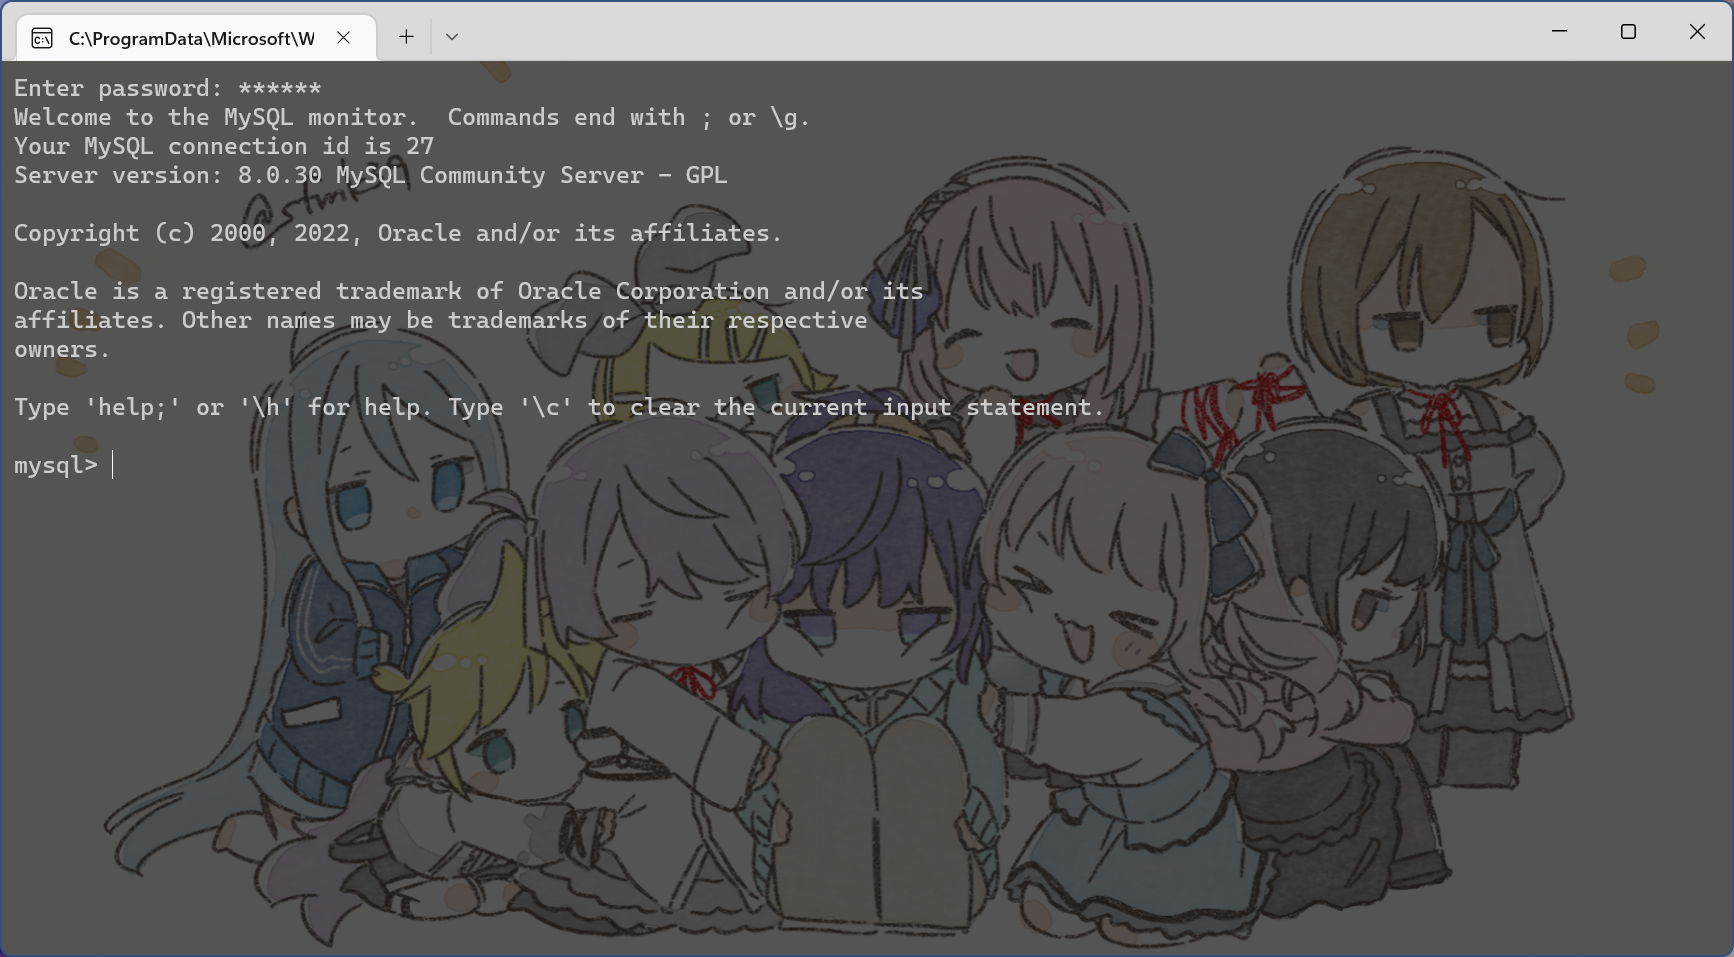 C:\ProgramData\Microsoft\W
Enter password: ******
Welcome to the MySQL monitor.  Commands end with ; or \g.
Your MySQL connection id is 27
Server version: 8.0.30 MySQL Community Server - GPL
Copyright (c) 2000, 2022, Oracle and/or its affiliates.
Oracle is a registered trademark of Oracle Corporation and/or its
affiliates. Other names may be trademarks of their respective
owners.
Type 'help;' or '\h' for help. Type '\c' to clear the current input statement.
mysql>